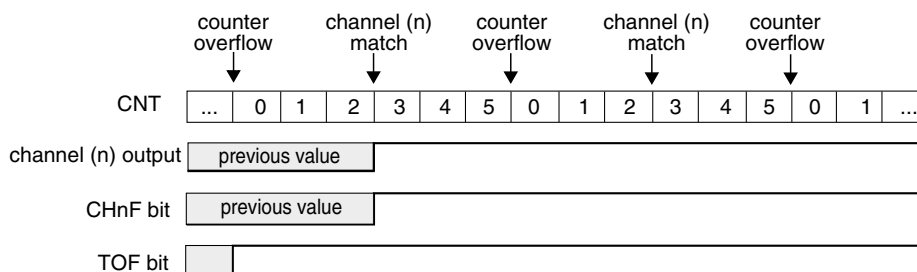 counter overflow
channel (n) match
counter overflow
channel (n) match
counter overflow
CNT ... 0 1 2 3 4 5 0 1 2 3 4 5 0 1 ...
channel (n) output previous value
CHnF bit previous value
TOF bit